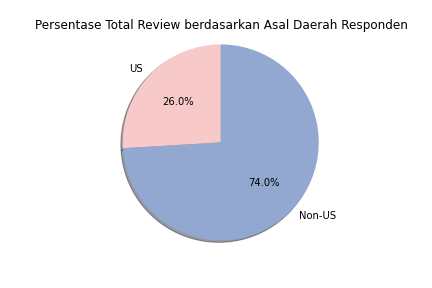 Persentase Total Review berdasarkan Asal Daerah Responden
US
26.0%
74.0%
Non-US